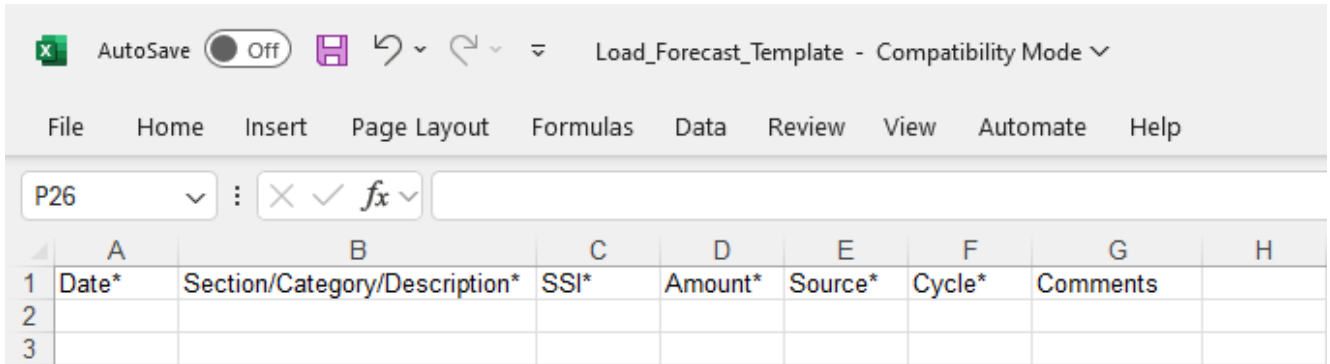 AutoSave Off Load_Forecast_Template - Compatibility Mode
File Home Insert Page Layout Formulas Data Review View Automate Help
P26 fx
A B C D E F G H
1 Date* Section/Category/Description* SSI* Amount* Source* Cycle* Comments
2
3